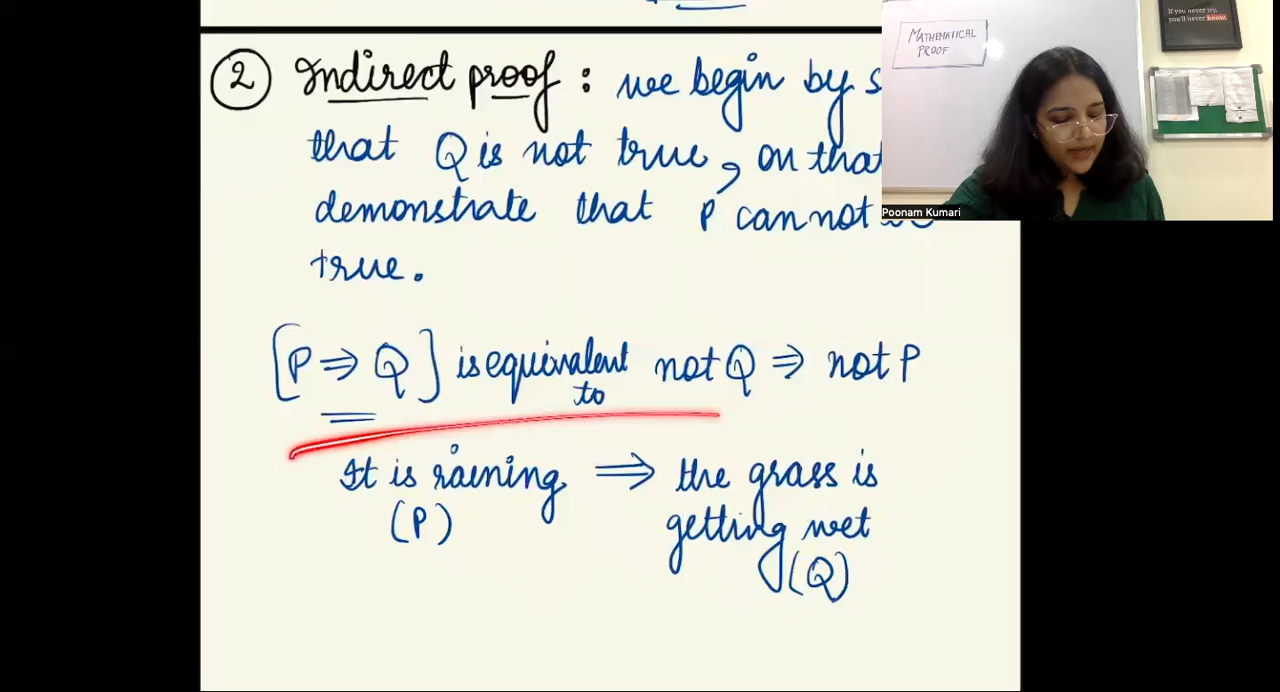 ② Indirect proof : we begin by s
that Q is not true, on that
demonstrate that P cannot
true.
[P ⇒ Q] is equivalent to not Q ⇒ not P
It is raining ⇒ the grass is
(P) getting wet
(Q)
MATHEMATICAL
PROOF
If you never try,
you'll never know.
Poonam Kumari